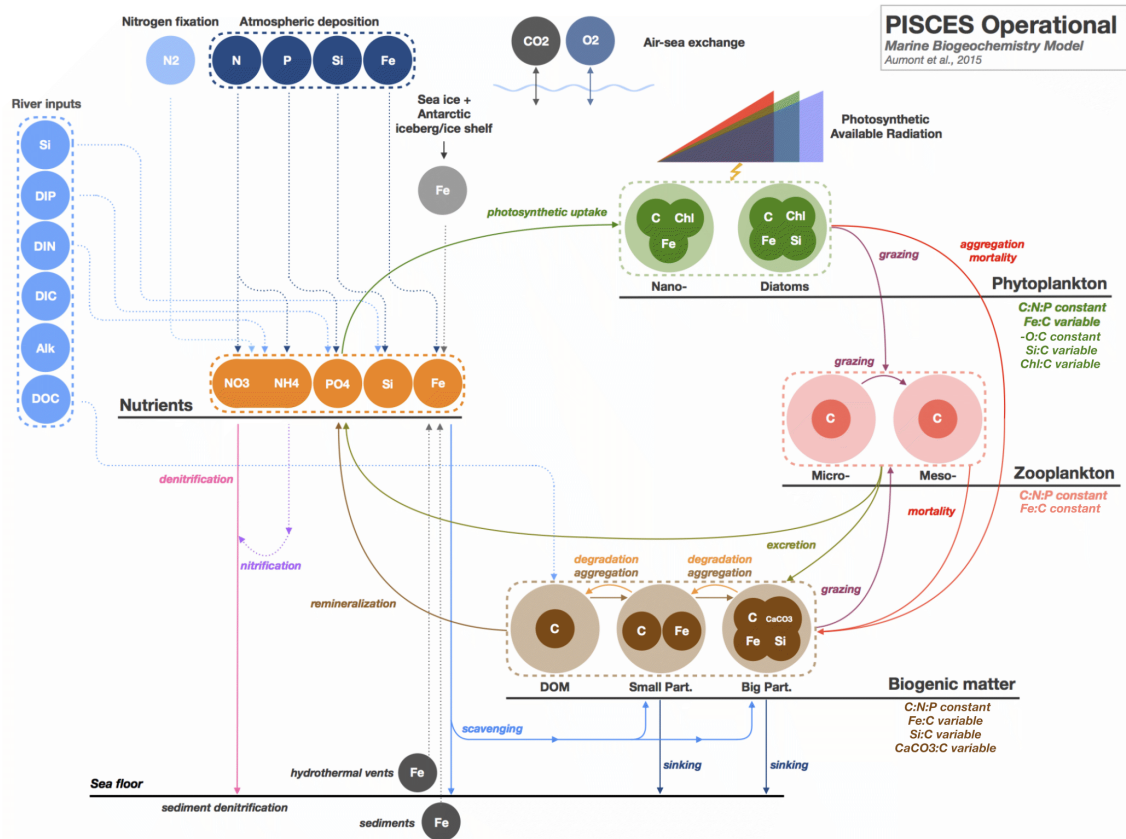 PISCES Operational
Marine Biogeochemistry Model
Aumont et al., 2015
Nitrogen fixation
Atmospheric deposition
N2
N
P
Si
Fe
CO2
O2
Air-sea exchange
River inputs
Si
DIP
DIN
DIC
Alk
DOC
Sea ice +
Antarctic
iceberg/ice shelf
Fe
Photosynthetic
Available Radiation
photosynthetic uptake
C
Chl
Fe
C
Chl
Fe
Si
Nano-
Diatoms
grazing
aggregation
mortality
Phytoplankton
C:N:P constant
Fe:C variable
-O:C constant
Si:C variable
Chl:C variable
NO3
NH4
PO4
Si
Fe
Nutrients
grazing
C
C
Micro-
Meso-
Zooplankton
C:N:P constant
Fe:C constant
denitrification
nitrification
mortality
excretion
grazing
remineralization
degradation
aggregation
degradation
aggregation
C
C
Fe
C
CaCO3
Fe
Si
DOM
Small Part.
Big Part.
Biogenic matter
C:N:P constant
Fe:C variable
Si:C variable
CaCO3:C variable
scavenging
sinking
sinking
hydrothermal vents
Fe
Sea floor
sediment denitrification
sediments
Fe